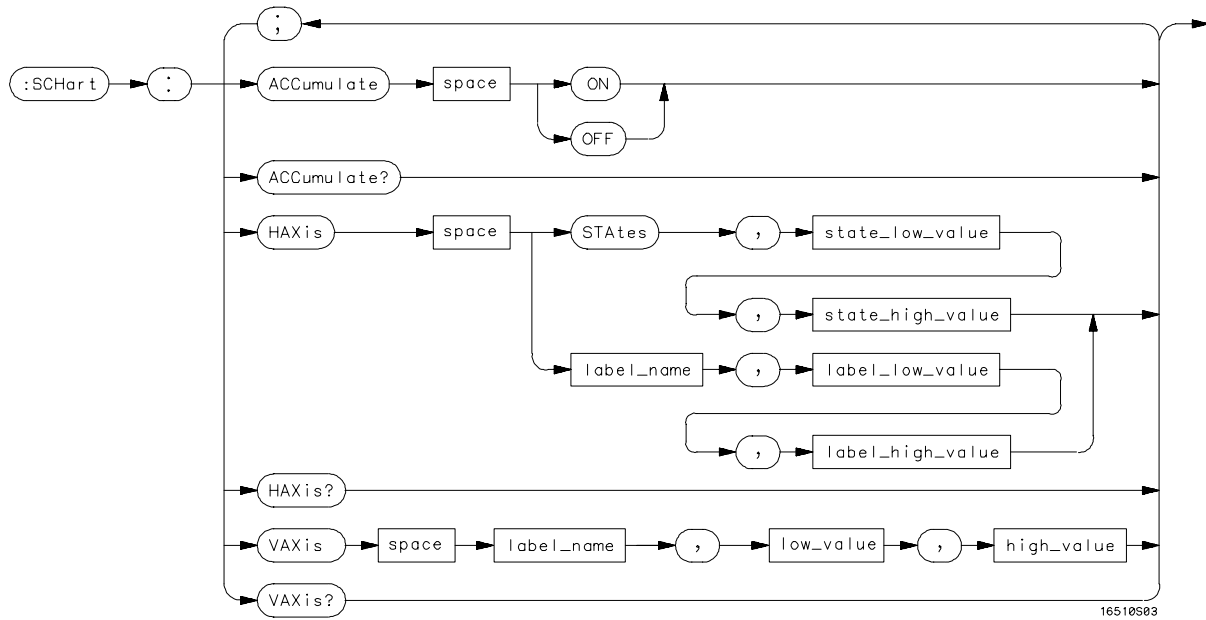 ;
:SCHart : ACCumulate space ON
OFF
ACCumulate?
HAXis space STAtes , state_low_value
, state_high_value
label_name , label_low_value
, label_high_value
HAXis?
VAXis space label_name , low_value , high_value
VAXis?
16510S03